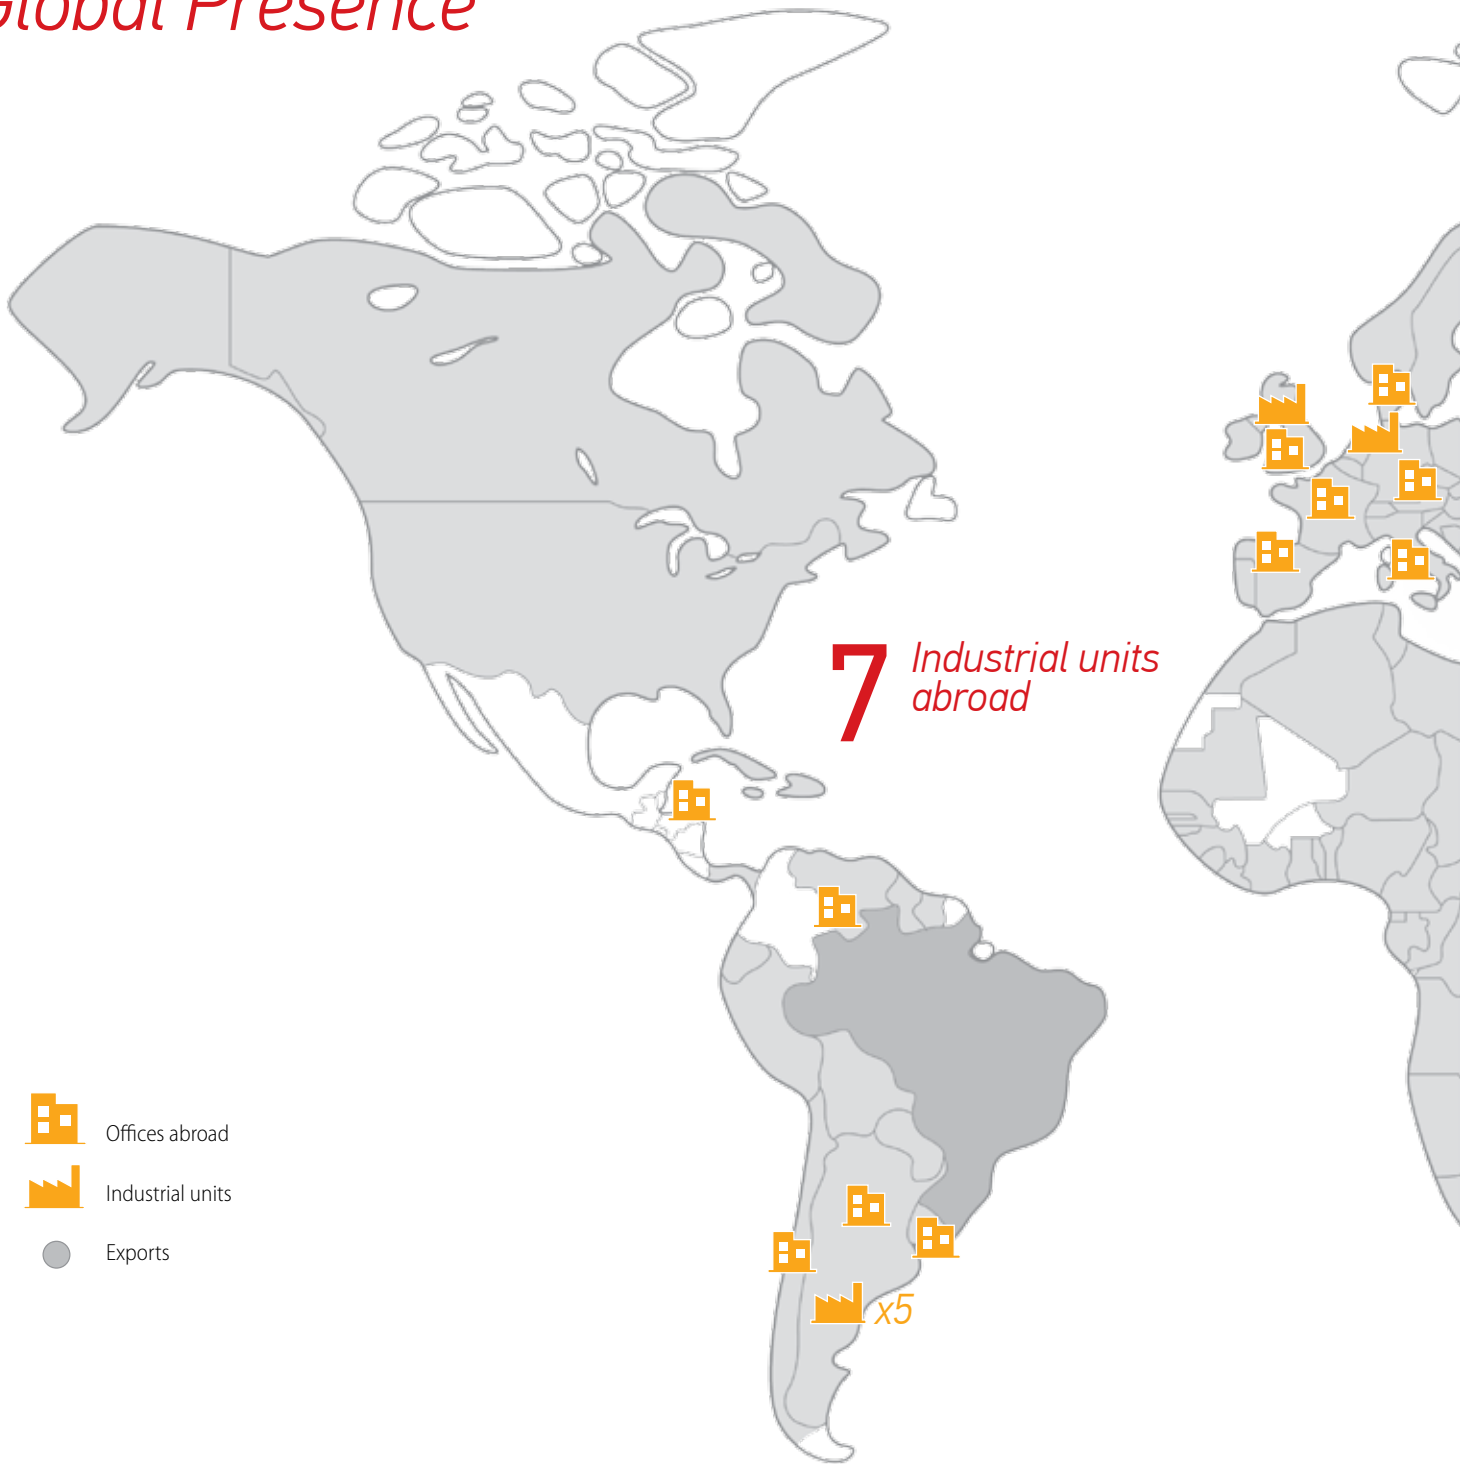 Global Presence
7
Industrial units
abroad
x5
Offices abroad
Industrial units
Exports